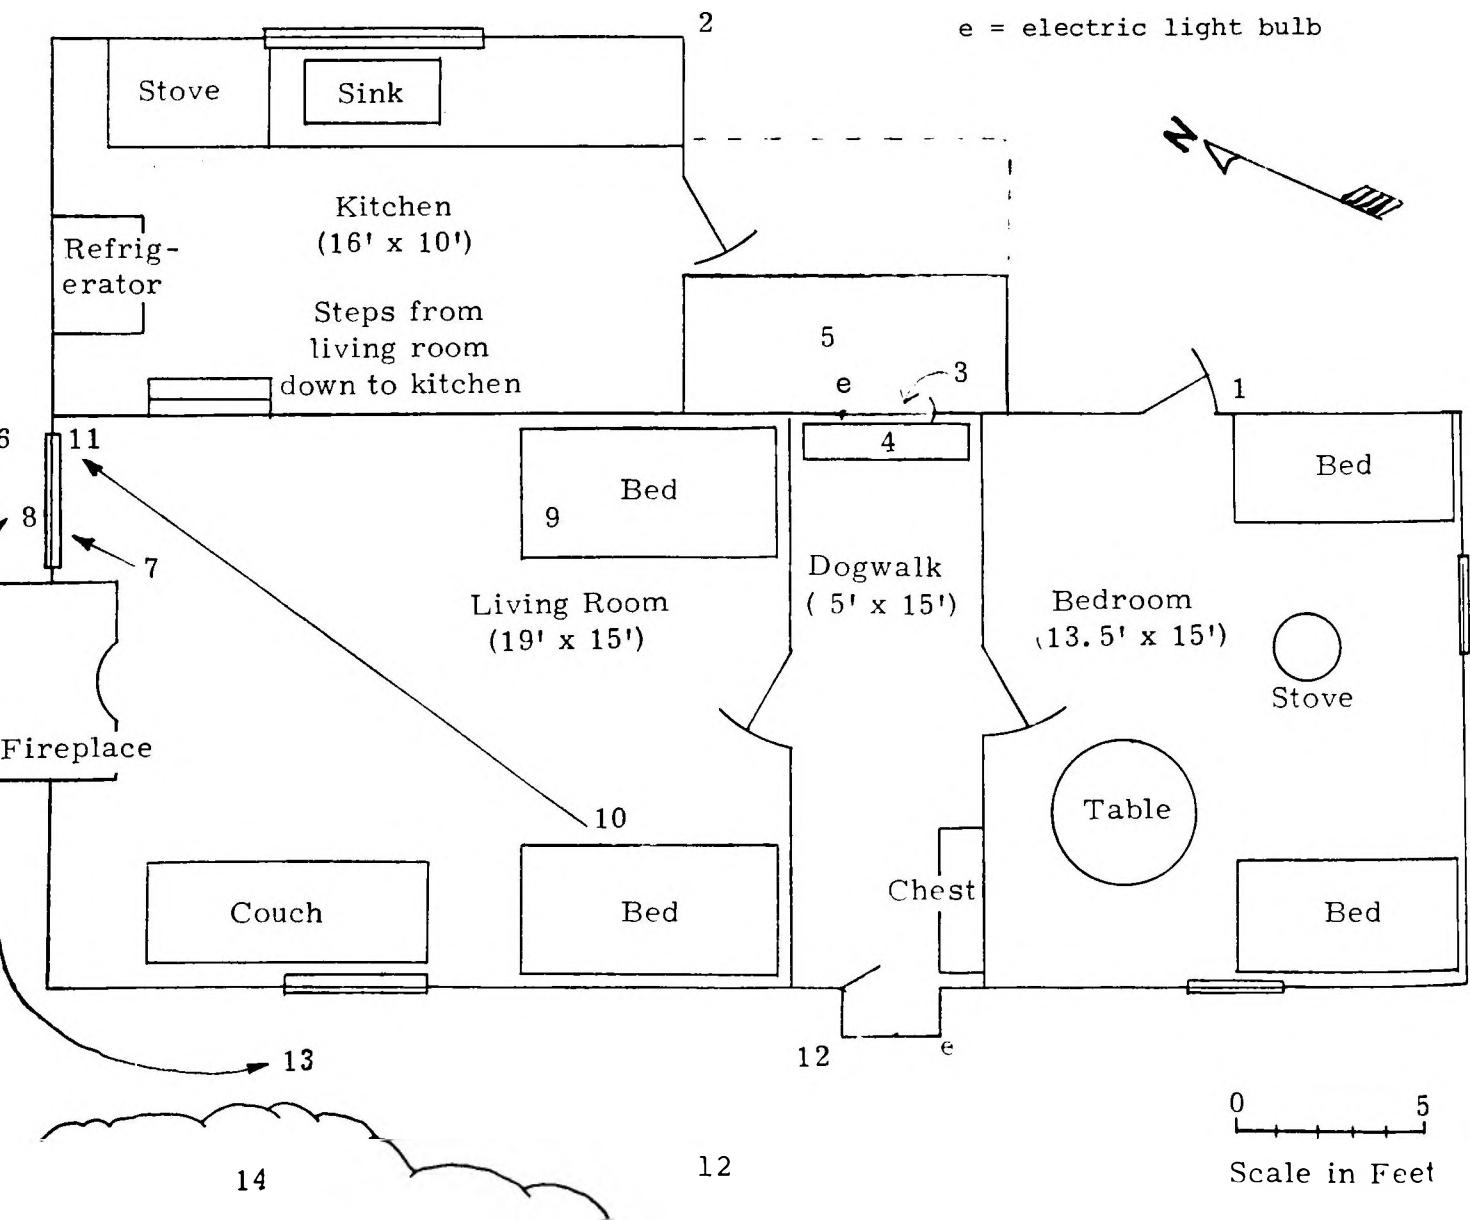 2
e = electric light bulb
N
Stove
Sink
Kitchen
(16' x 10')
Refrig-
erator
Steps from
living room
down to kitchen
5
e
3
1
4
6
11
8
7
Bed
9
Bed
Dogwalk
( 5' x 15')
Living Room
(19' x 15')
Bedroom
(13.5' x 15')
Stove
Fireplace
10
Table
Couch
Bed
Chest
Bed
12
e
13
0 5
Scale in Feet
14
12